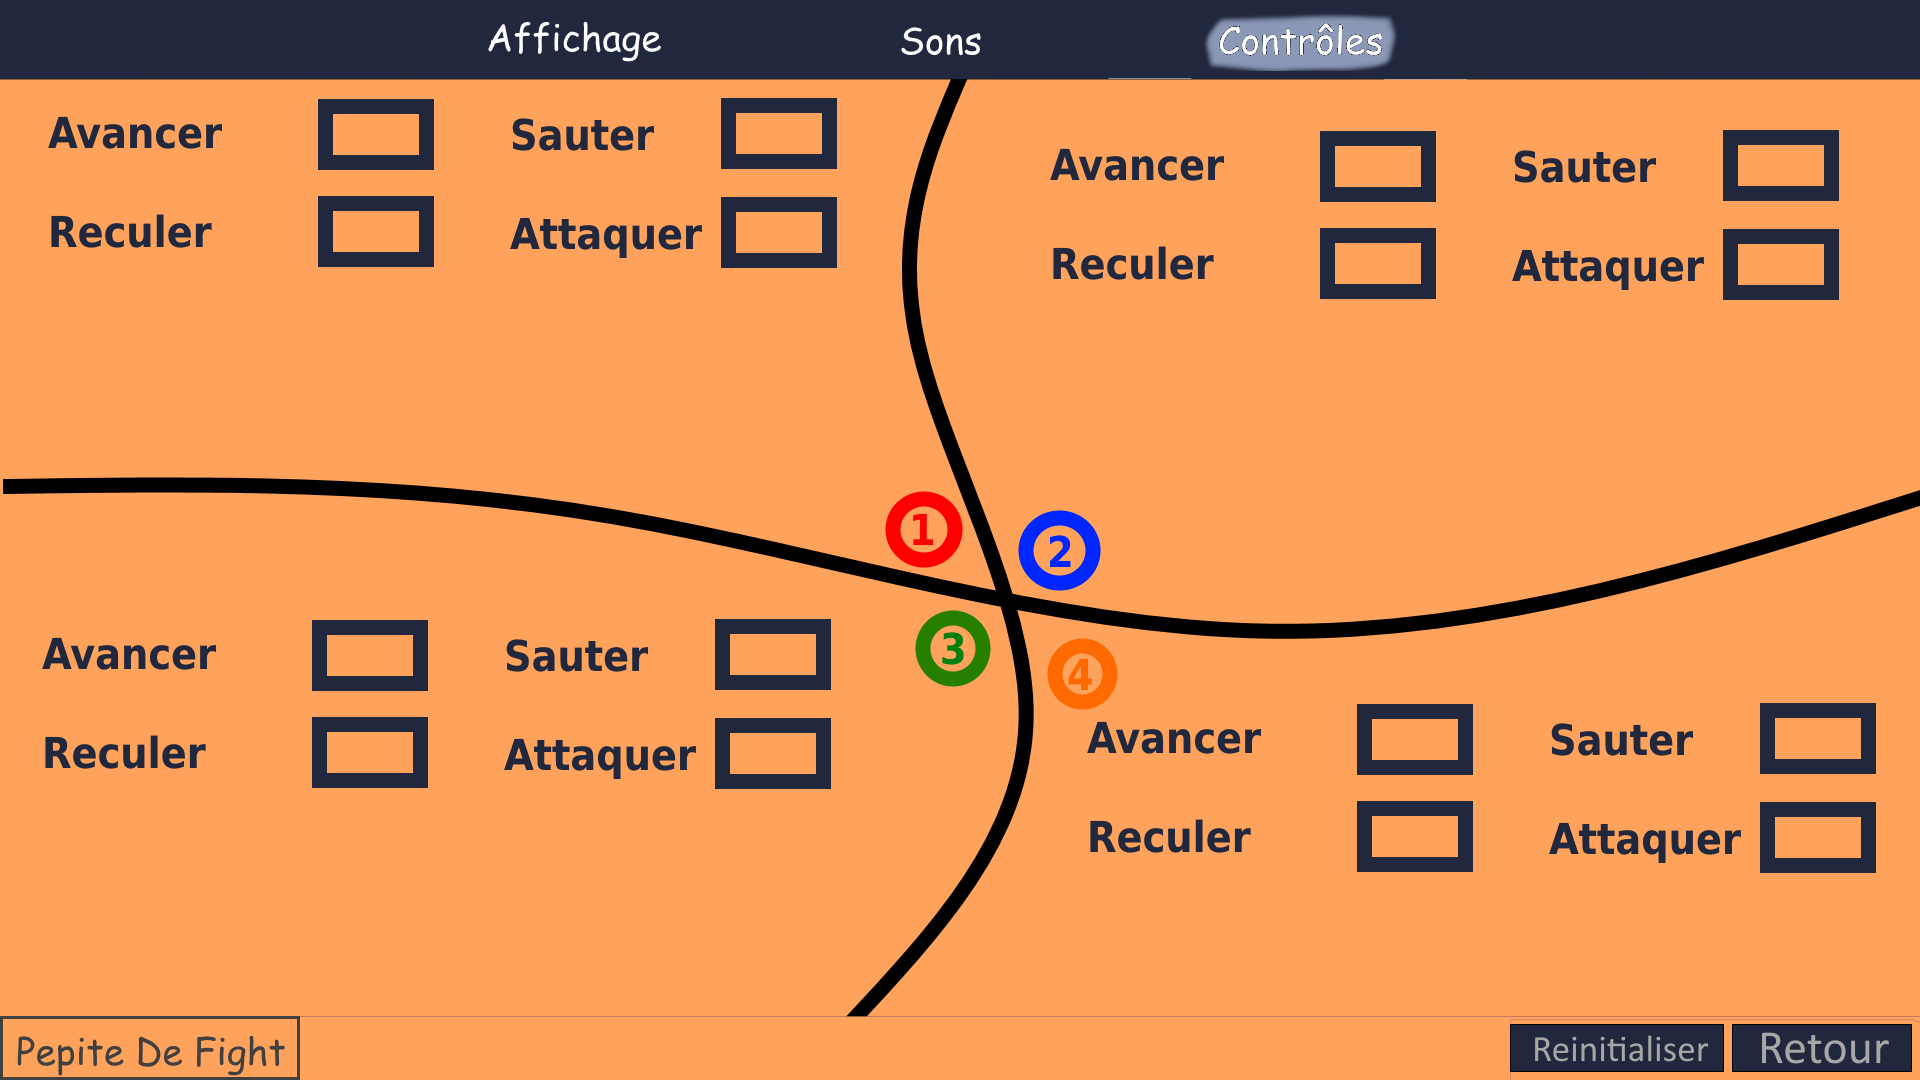 Affichage Sons Contrôles
Avancer Sauter
Reculer Attaquer
Avancer Sauter
Reculer Attaquer
1 2
3 4
Avancer Sauter
Reculer Attaquer
Avancer Sauter
Reculer Attaquer
Pepite De Fight Reinitialiser Retour